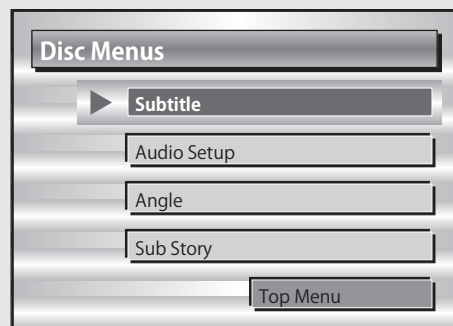 Disc Menus
Subtitle
Audio Setup
Angle
Sub Story
Top Menu